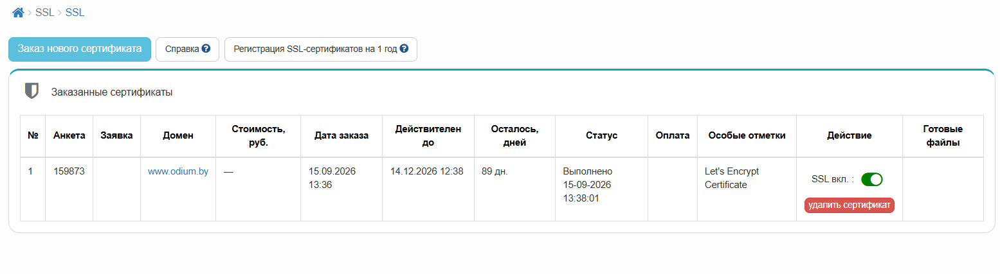 SSL > SSL
Заказ нового сертификата
Справка
Регистрация SSL-сертификатов на 1 год
Заказанные сертификаты
№ Анкета Заявка Домен Стоимость, руб. Дата заказа Действителен до Осталось, дней Статус Оплата Особые отметки Действие Готовые файлы
1 159873 www.odium.by — 15.09.2026 13:36 14.12.2026 12:38 89 дн. Выполнено 15-09-2026 13:38:01 Let's Encrypt Certificate SSL вкл. :
удалить сертификат